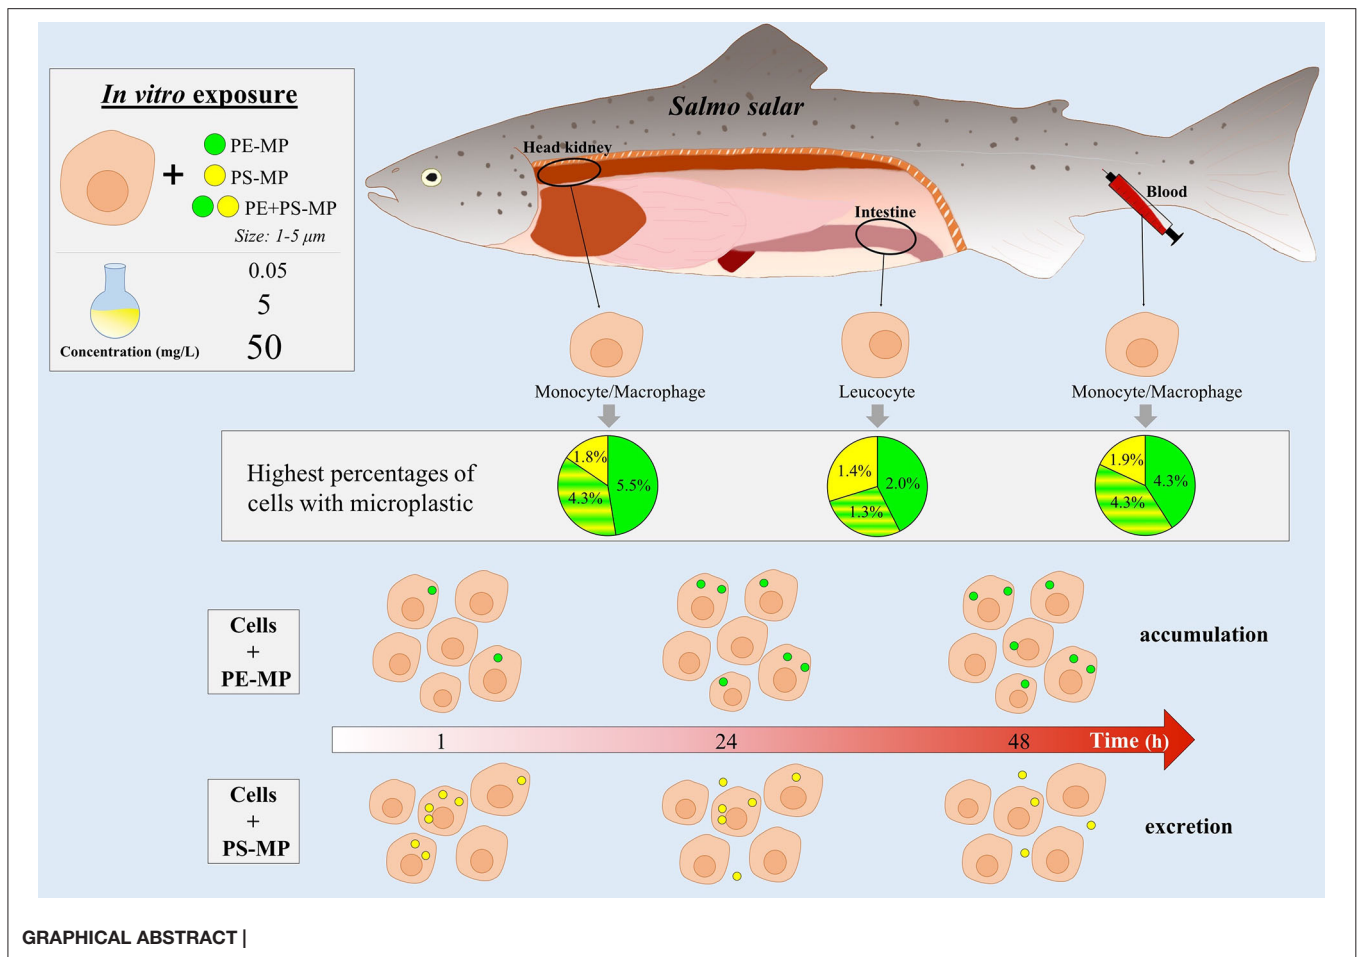 In vitro exposure
+
PE-MP
PS-MP
PE+PS-MP
Size: 1-5 μm
0.05
5
50
Concentration (mg/L)
Salmo salar
Head kidney
Intestine
Blood
Monocyte/Macrophage
Leucocyte
Monocyte/Macrophage
Highest percentages of
cells with microplastic
1.8%
5.5%
4.3%
1.4%
2.0%
1.3%
1.9%
4.3%
4.3%
Cells
+
PE-MP
accumulation
1
24
48
Time (h)
Cells
+
PS-MP
excretion
GRAPHICAL ABSTRACT |